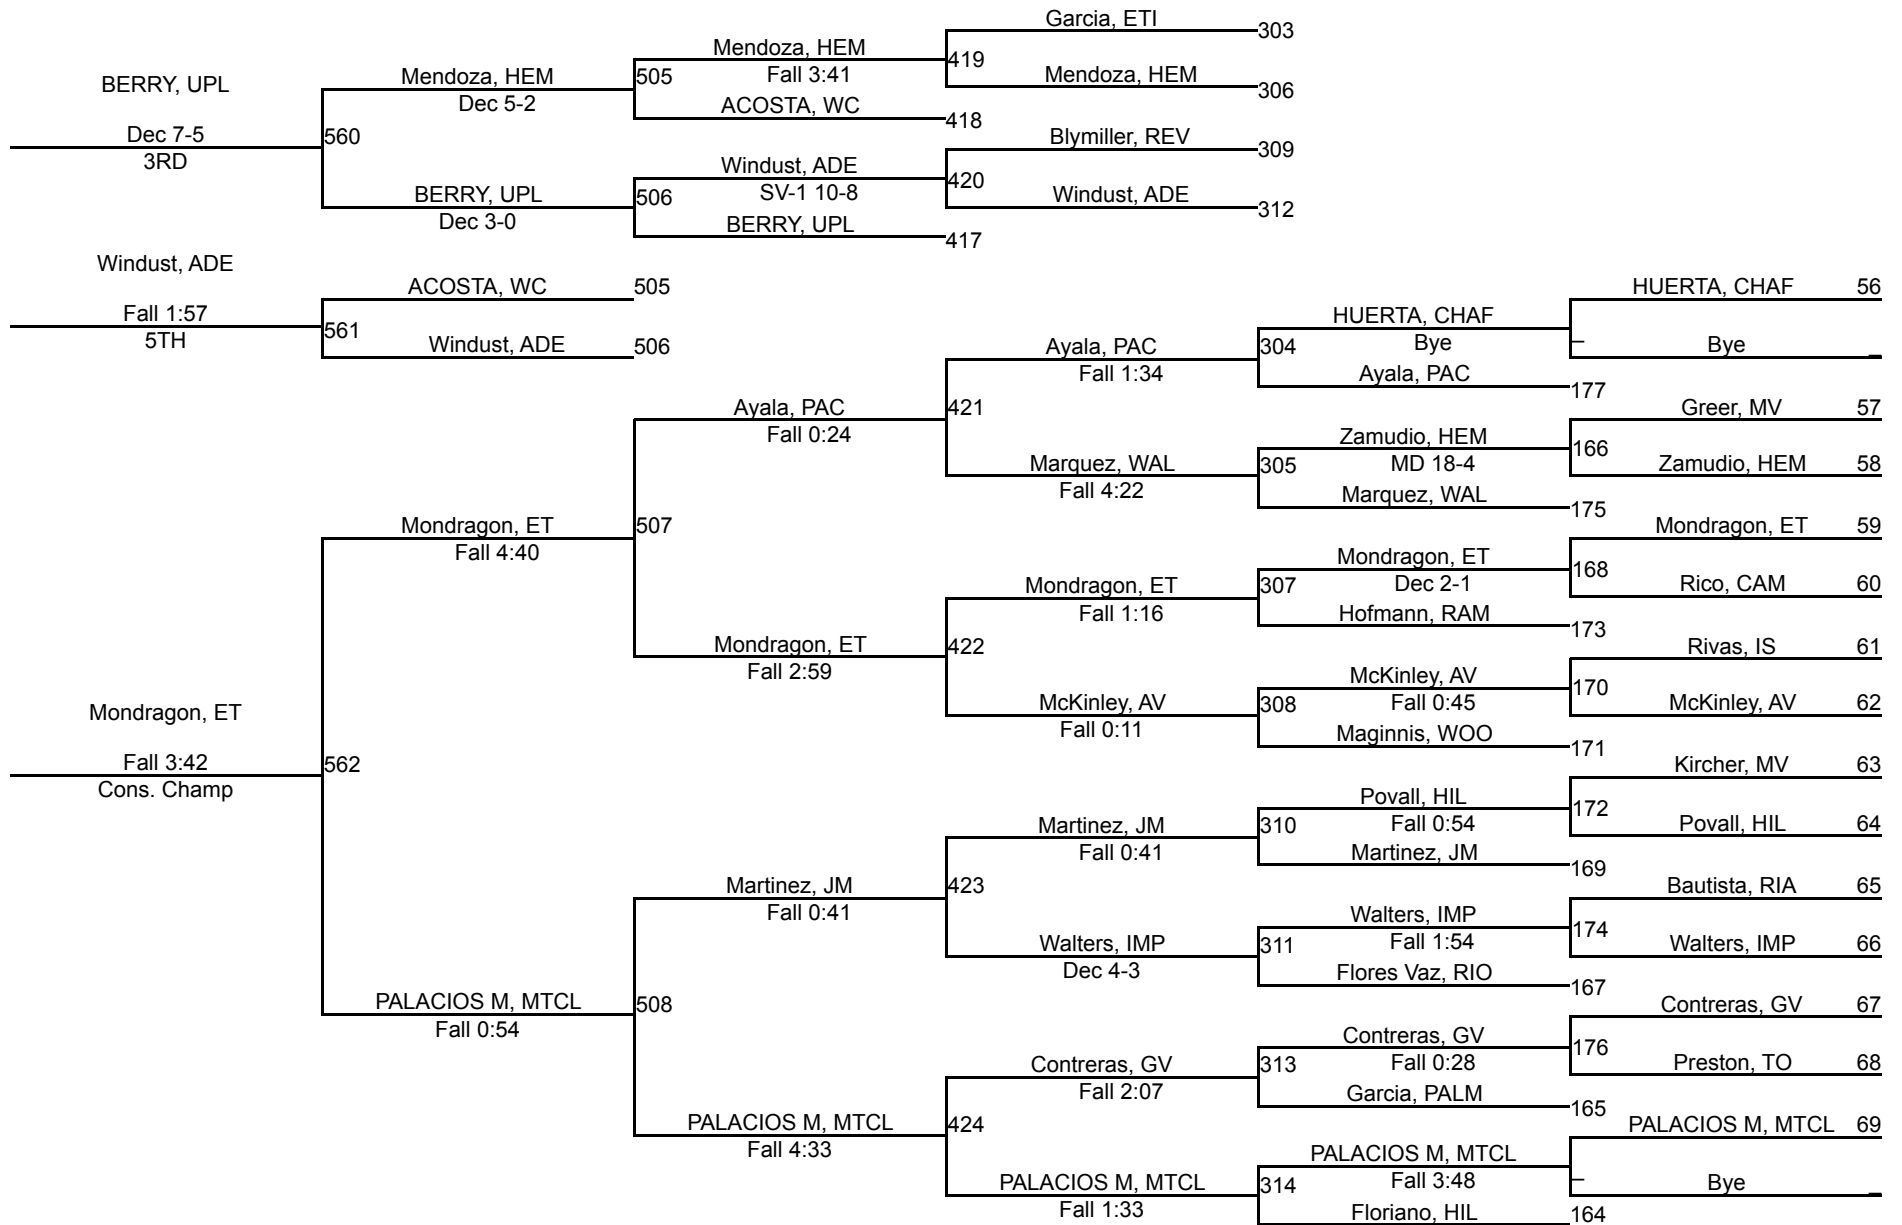 Garcia, ETI
303
Mendoza, HEM
419
Fall 3:41
Mendoza, HEM
306
BERRY, UPL
Mendoza, HEM
505
Dec 5-2
ACOSTA, WC
418
Dec 7-5
560
3RD
Blymiller, REV
309
Windust, ADE
420
SV-1 10-8
Windust, ADE
312
BERRY, UPL
506
Dec 3-0
BERRY, UPL
417
Windust, ADE
ACOSTA, WC
505
Fall 1:57
561
5TH
Windust, ADE
506
HUERTA, CHAF
56
HUERTA, CHAF
Bye
_
Bye
_
Ayala, PAC
304
Fall 1:34
Ayala, PAC
177
Ayala, PAC
421
Fall 0:24
Greer, MV
57
Zamudio, HEM
166
MD 18-4
Zamudio, HEM
58
Marquez, WAL
305
Fall 4:22
Marquez, WAL
175
Mondragon, ET
507
Fall 4:40
Mondragon, ET
59
Mondragon, ET
168
Dec 2-1
Rico, CAM
60
Mondragon, ET
307
Fall 1:16
Hofmann, RAM
173
Mondragon, ET
422
Fall 2:59
Rivas, IS
61
McKinley, AV
170
Fall 0:45
McKinley, AV
62
McKinley, AV
308
Fall 0:11
Maginnis, WOO
171
Mondragon, ET
Fall 3:42
562
Cons. Champ
Kircher, MV
63
Povall, HIL
172
Fall 0:54
Povall, HIL
64
Martinez, JM
310
Fall 0:41
Martinez, JM
169
Martinez, JM
423
Fall 0:41
Bautista, RIA
65
Walters, IMP
174
Fall 1:54
Walters, IMP
66
Walters, IMP
311
Dec 4-3
Flores Vaz, RIO
167
PALACIOS M, MTCL
508
Fall 0:54
Contreras, GV
67
Contreras, GV
176
Fall 0:28
Preston, TO
68
Contreras, GV
313
Fall 2:07
Garcia, PALM
165
PALACIOS M, MTCL
424
Fall 4:33
PALACIOS M, MTCL
69
PALACIOS M, MTCL
Fall 3:48
_
Bye
_
PALACIOS M, MTCL
314
Fall 1:33
Floriano, HIL
164